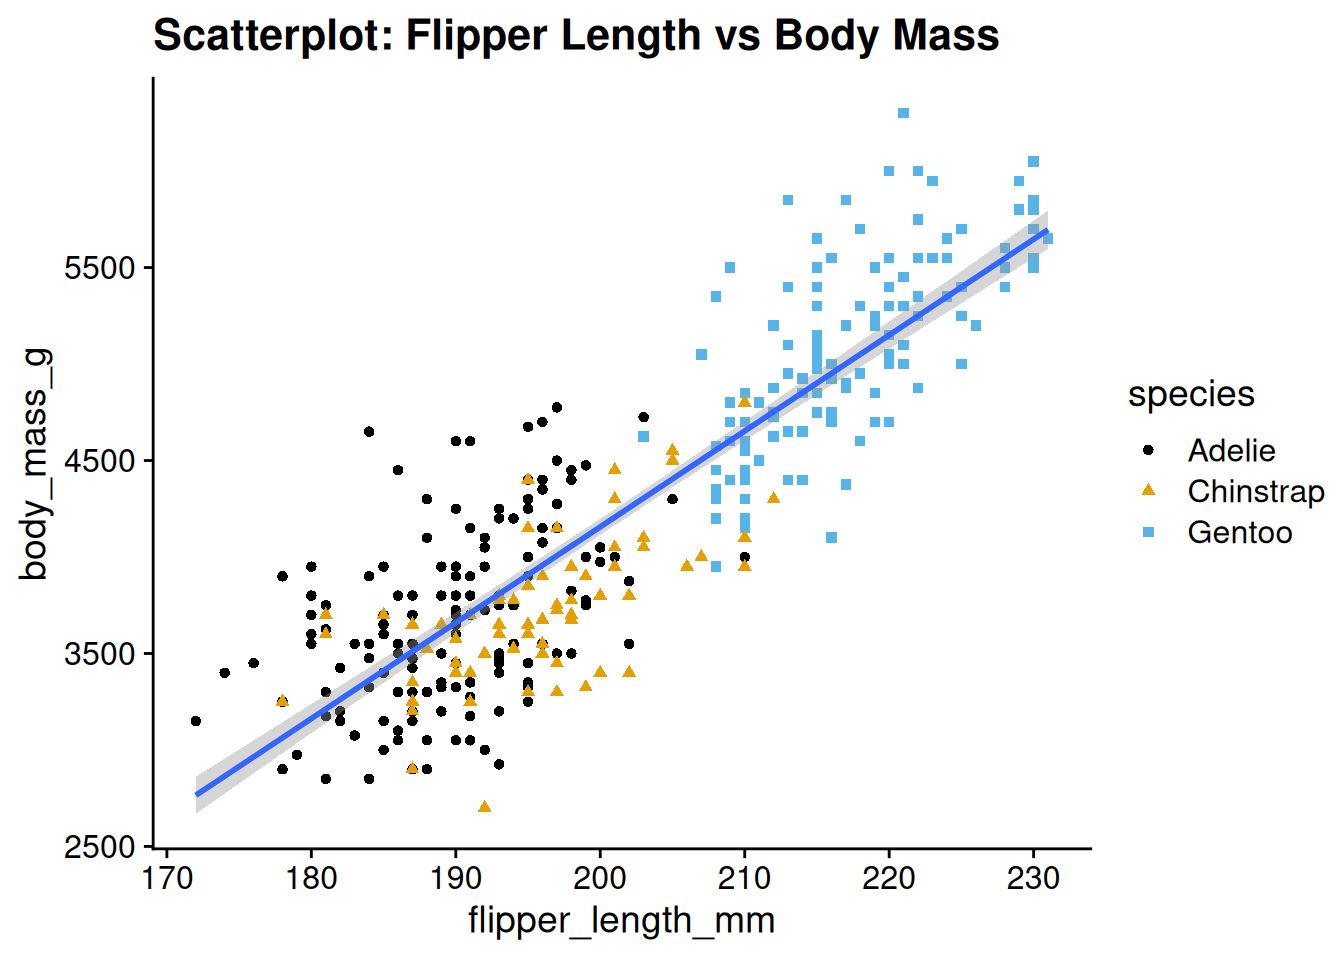 Scatterplot: Flipper Length vs Body Mass
body_mass_g
5500
4500
3500
2500
170 180 190 200 210 220 230
flipper_length_mm
species
Adelie
Chinstrap
Gentoo